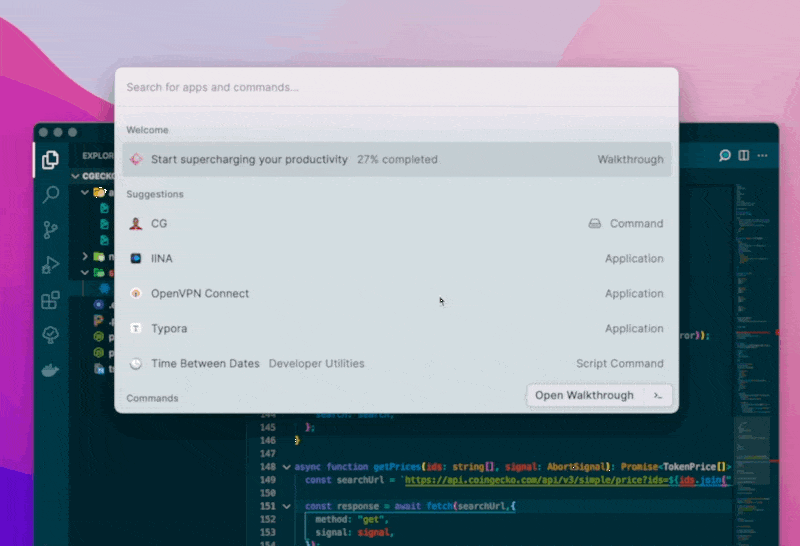 Search for apps and commands...
Welcome
Start supercharging your productivity 27% completed Walkthrough
Suggestions
CG Command
IINA Application
OpenVPN Connect Application
Typora Application
Time Between Dates Developer Utilities Script Command
Commands
Open Walkthrough
EXPLOR
CGECKO
ror));
144 search: search,
145 };
146 }
147
148 async function getPrices(ids: string[], signal: AbortSignal): Promise<TokenPrice[]>
149 const searchUrl = `https://api.coingecko.com/api/v3/simple/price?ids=${ids.join("
150
151 const response = await fetch(searchUrl,{
152 method: "get",
153 signal: signal,
154 });